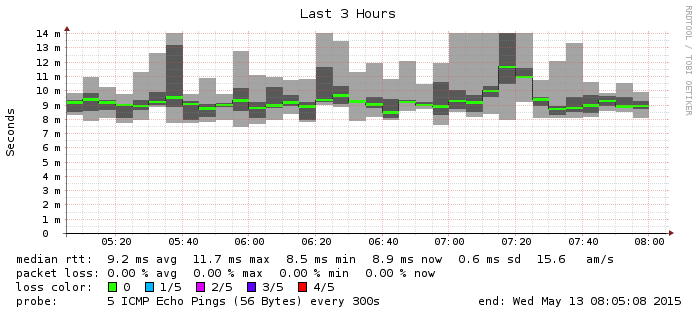 Last 3 Hours
RRDTOOL / TOBI OETIKER
Seconds
14 m
13 m
12 m
11 m
10 m
9 m
8 m
7 m
6 m
5 m
4 m
3 m
2 m
1 m
0
05:20 05:40 06:00 06:20 06:40 07:00 07:20 07:40 08:00
median rtt: 9.2 ms avg 11.7 ms max 8.5 ms min 8.9 ms now 0.6 ms sd 15.6 am/s
packet loss: 0.00 % avg 0.00 % max 0.00 % min 0.00 % now
loss color: 0 1/5 2/5 3/5 4/5
probe: 5 ICMP Echo Pings (56 Bytes) every 300s end: Wed May 13 08:05:08 2015